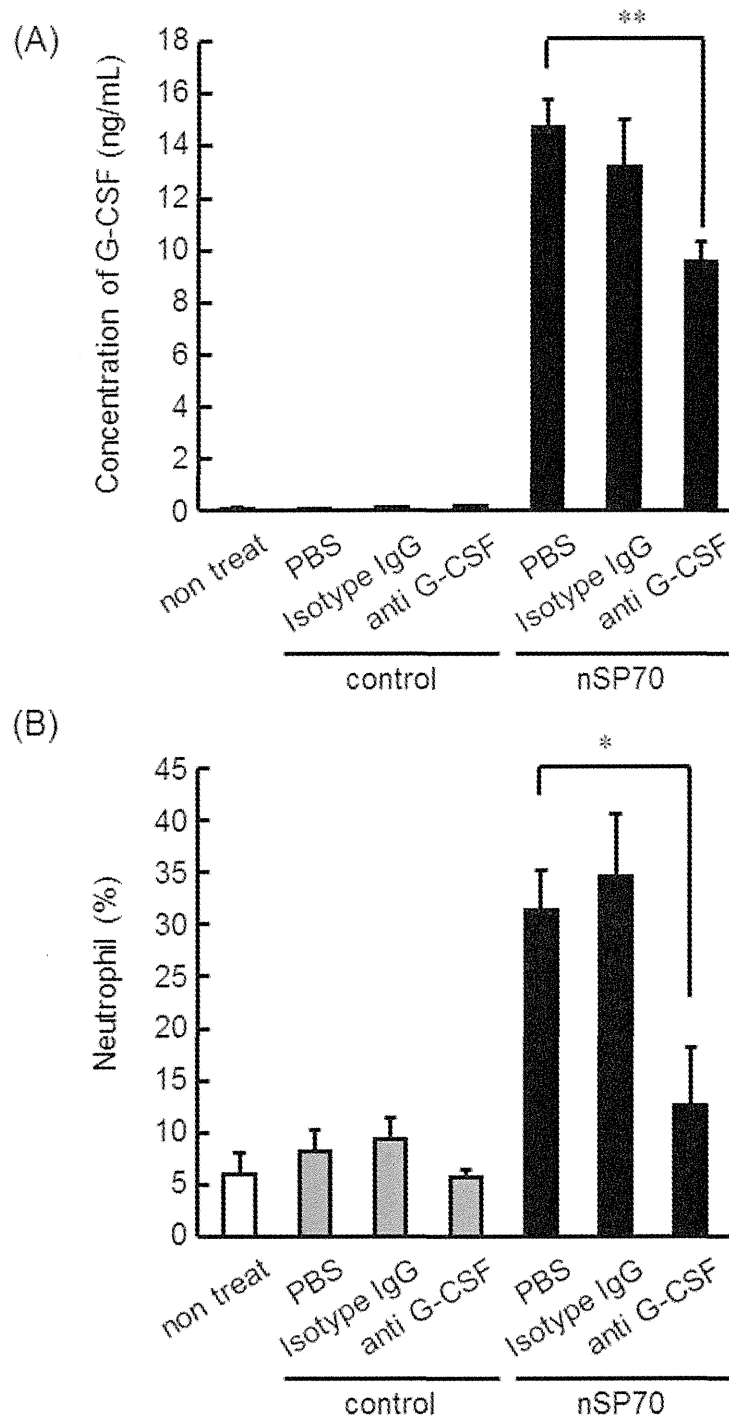 (A)
Concentration of G-CSF (ng/mL)
18
16
14
12
10
8
6
4
2
0
**
non treat
PBS
Isotype IgG
anti G-CSF
PBS
Isotype IgG
anti G-CSF
control
nSP70
(B)
Neutrophil (%)
45
40
35
30
25
20
15
10
5
0
*
non treat
PBS
Isotype IgG
anti G-CSF
PBS
Isotype IgG
anti G-CSF
control
nSP70